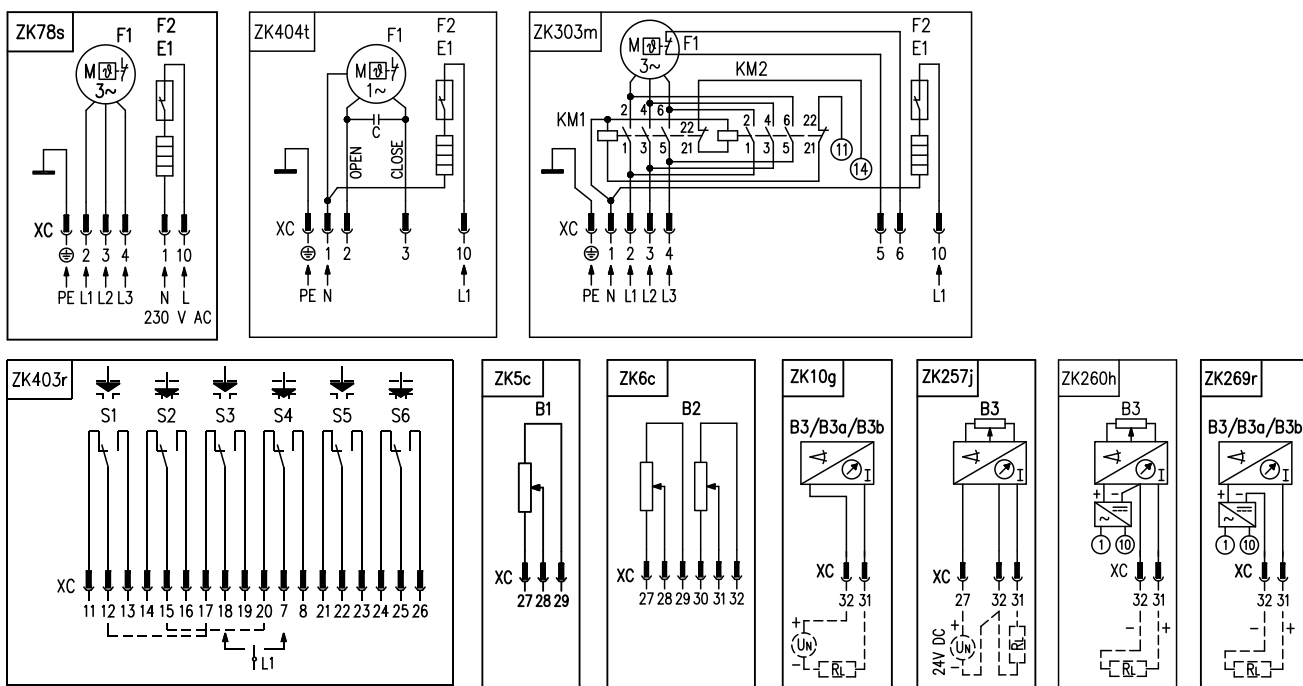 ZK78s
F1
F2
E1
M ϑ
3~
XC
2 3 4 1 10
PE L1 L2 L3 N L
230 V AC
ZK404t
F1
F2
E1
M ϑ
1~
C
OPEN
CLOSE
XC
1 2 3 10
PE N L1
ZK303m
F1
F2
E1
M ϑ
3~
KM2
KM1
2 4 6 22 2 4 6 22
1 3 5 21 1 3 5 21
11
14
XC
1 2 3 4 5 6 10
PE N L1 L2 L3 L1
ZK403r
S1 S2 S3 S4 S5 S6
XC
11 12 13 14 15 16 17 18 19 20 7 8 21 22 23 24 25 26
L1
ZK5c
B1
XC
27 28 29
ZK6c
B2
XC
27 28 29 30 31 32
ZK10g
B3/B3a/B3b
I
XC
32 31
+
UN
−
RL
ZK257j
B3
I
XC
27 32 31
24V DC
+
UN
−
RL
ZK260h
B3
I
+ −
~
1 10
XC
32 31
− +
RL
ZK269r
B3/B3a/B3b
I
+ −
~
1 10
XC
32 31
− +
RL